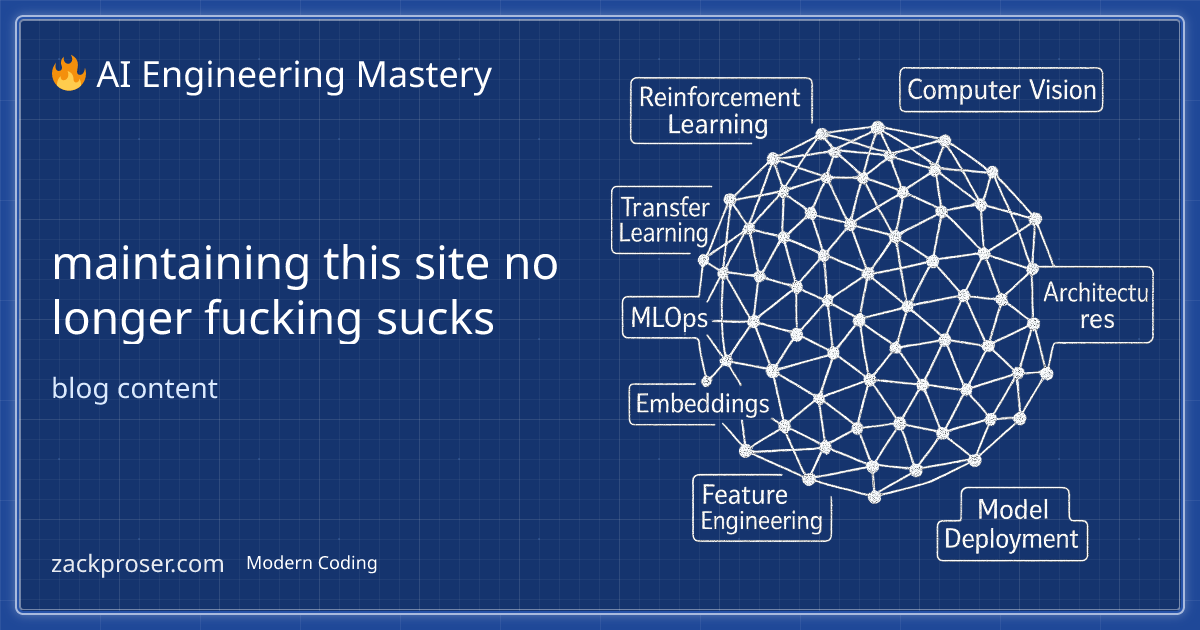 🔥 AI Engineering Mastery
maintaining this site no
longer fucking sucks
blog content
zackproser.com
Modern Coding
Reinforcement
Learning
Computer Vision
Transfer
Learning
MLOps
Architectu
res
Embeddings
Feature
Engineering
Model
Deployment